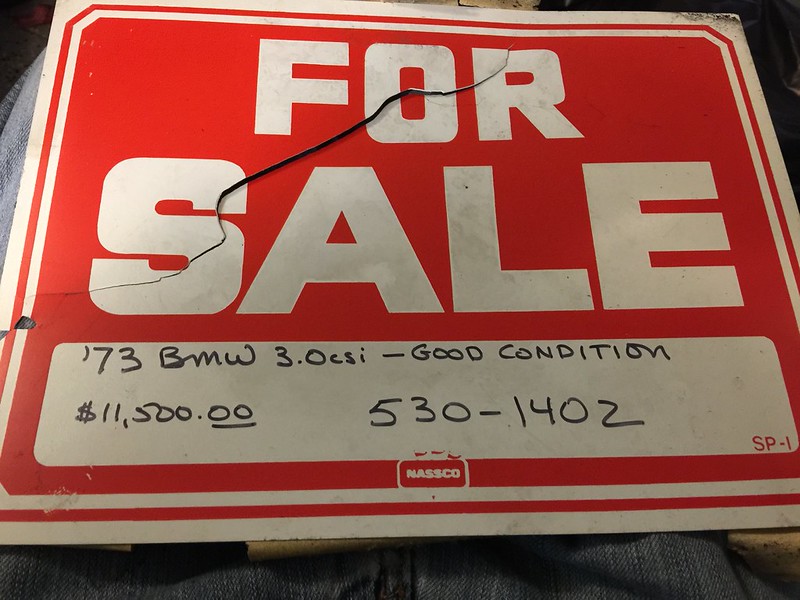 FOR
SALE
'73 BMW 3.0csi – GOOD CONDITION
$11,500.00 530-1402
SP-1
NASSCO